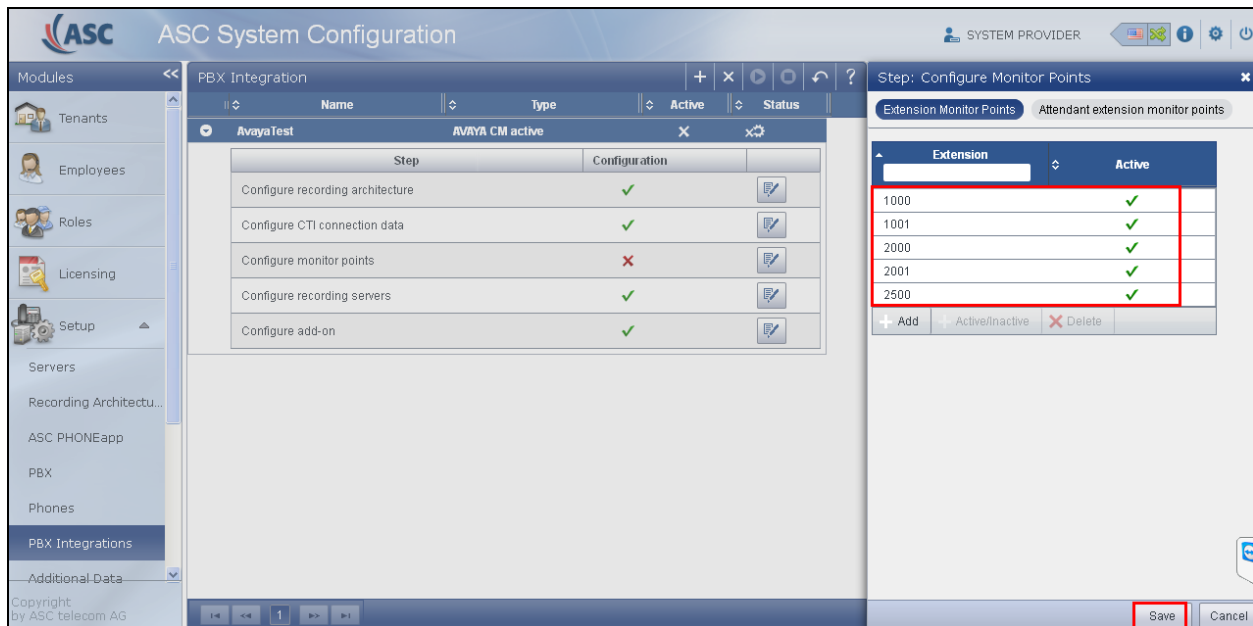 ASC ASC System Configuration SYSTEM PROVIDER
Modules <<
Tenants
Employees
Roles
Licensing
Setup
Servers
Recording Architectu...
ASC PHONEapp
PBX
Phones
PBX Integrations
Additional Data
Copyright
by ASC telecom AG
PBX Integration ?
Name Type Active Status
AvayaTest AVAYA CM active
Step Configuration
Configure recording architecture
Configure CTI connection data
Configure monitor points
Configure recording servers
Configure add-on
1
Step: Configure Monitor Points
Extension Monitor Points Attendant extension monitor points
Extension Active
1000
1001
2000
2001
2500
Add Active/Inactive Delete
Save Cancel